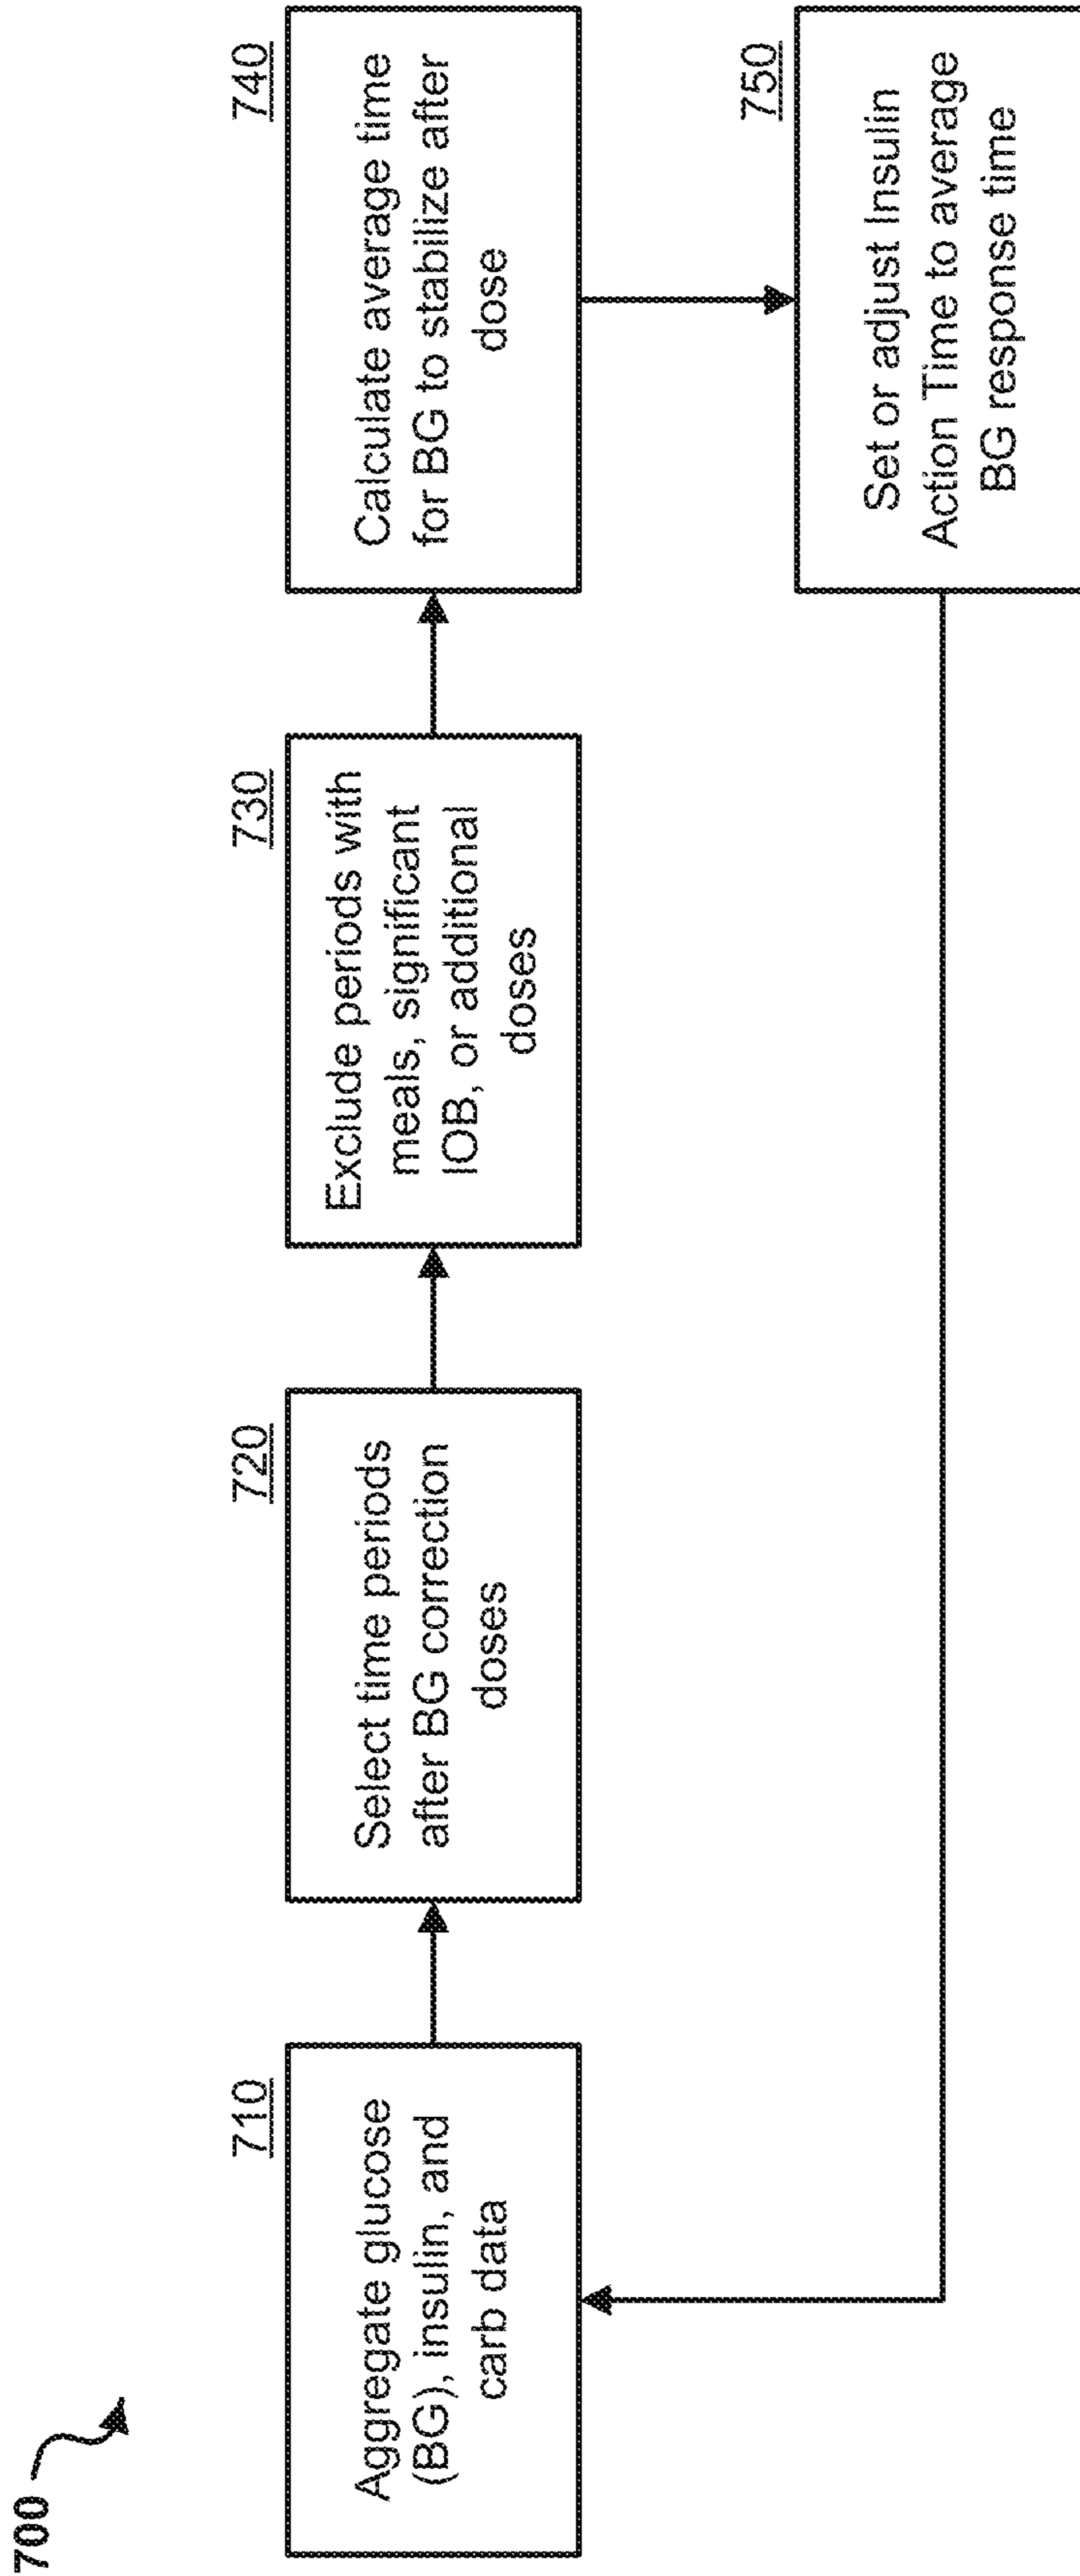 700
710
Aggregate glucose
(BG), insulin, and
carb data
720
Select time periods
after BG correction
doses
730
Exclude periods with
meals, significant
IOB, or additional
doses
740
Calculate average time
for BG to stabilize after
dose
750
Set or adjust Insulin
Action Time to average
BG response time